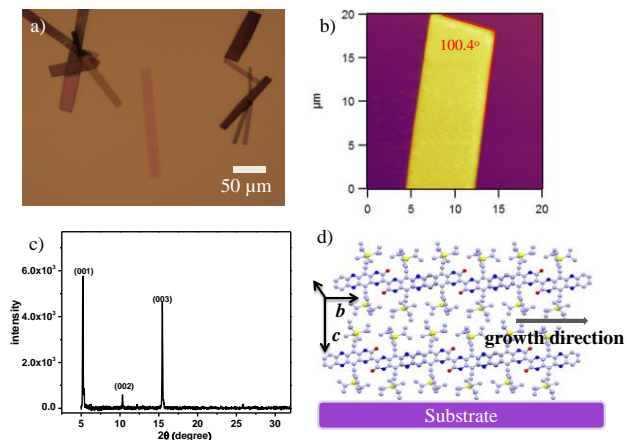 a)
50 µm
b)
100.4°
20
15
10
5
0
µm
0 5 10 15 20
c)
6.0x10³
4.0x10³
2.0x10³
0.0
intensity
(001)
(002)
(003)
5 10 15 20 25 30
2θ (degree)
d)
b
c
growth direction
Substrate